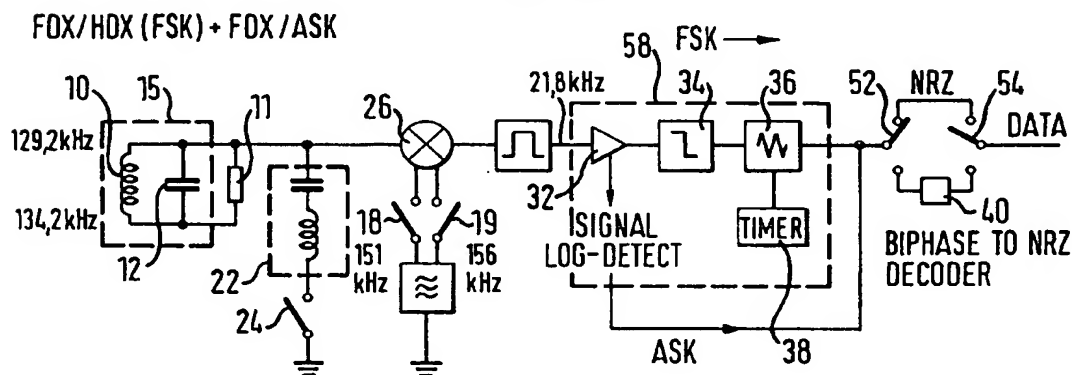 FDX/HDX (FSK) + FDX/ASK
58
FSK
10
15
11
26
21,8 kHz
34
36
52
NRZ
54
129,2kHz
DATA
134,2kHz
12
22
24
18
19
151
kHz
156
kHz
32
SIGNAL
LOG-DETECT
TIMER
38
40
BIPHASE TO NRZ
DECODER
ASK